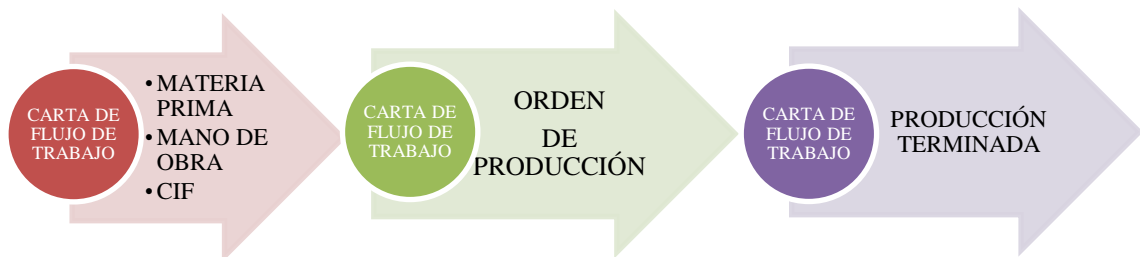 CARTA DE
FLUJO DE
TRABAJO
• MATERIA
PRIMA
• MANO DE
OBRA
• CIF
CARTA DE
FLUJO DE
TRABAJO
ORDEN
DE
PRODUCCIÓN
CARTA DE
FLUJO DE
TRABAJO
PRODUCCIÓN
TERMINADA